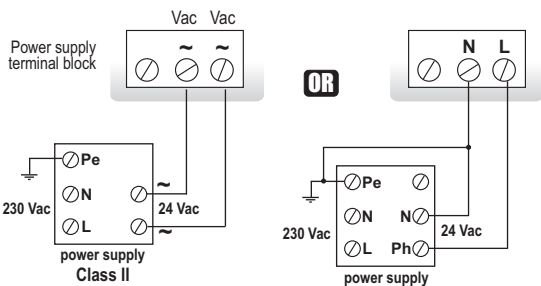 Vac Vac
Power supply
terminal block
~ ~
OR
N L
Pe
~
N
230 Vac
24 Vac
L
~
power supply
Class II
Pe
N N
230 Vac
24 Vac
L Ph
power supply